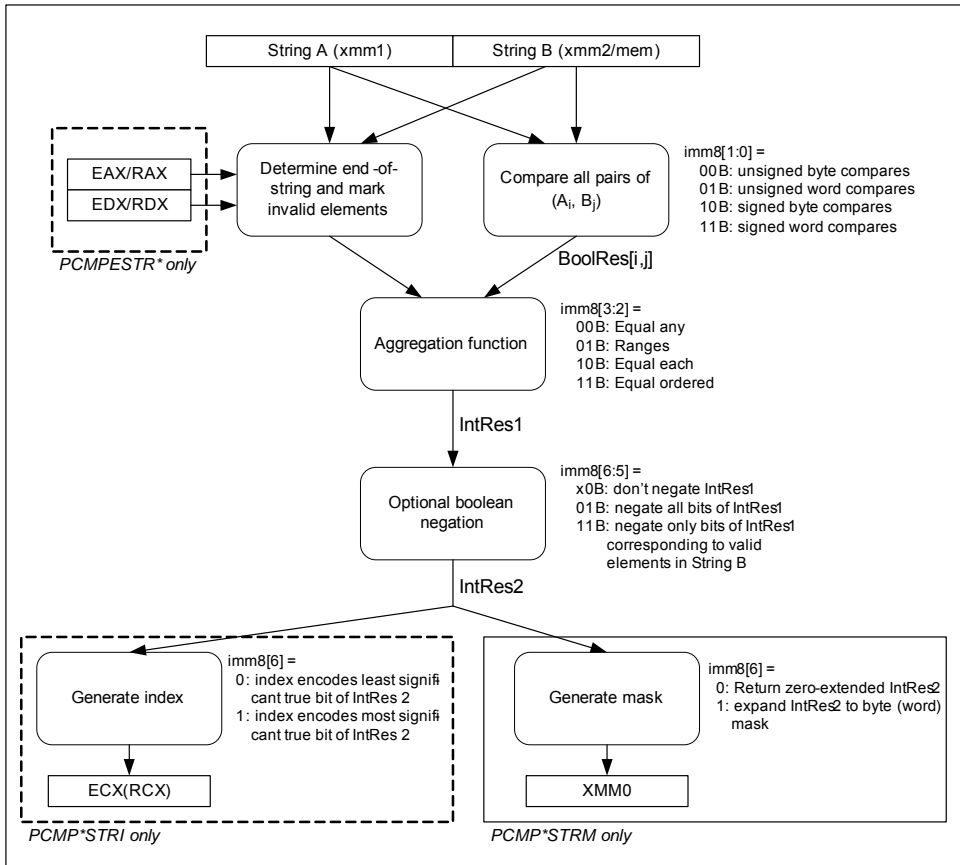 String A (xmm1)
String B (xmm2/mem)
EAX/RAX
EDX/RDX
PCMPESTR* only
Determine end -of-
string and mark
invalid elements
Compare all pairs of
(Ai, Bj)
imm8[1:0] =
00B: unsigned byte compares
01B: unsigned word compares
10B: signed byte compares
11B: signed word compares
BoolRes[i,j]
Aggregation function
imm8[3:2] =
00B: Equal any
01B: Ranges
10B: Equal each
11B: Equal ordered
IntRes1
Optional boolean
negation
imm8[6:5] =
x0B: don't negate IntRes1
01B: negate all bits of IntRes1
11B: negate only bits of IntRes1
corresponding to valid
elements in String B
IntRes2
Generate index
imm8[6] =
0: index encodes least signifi
cant true bit of IntRes 2
1: index encodes most signifi
cant true bit of IntRes 2
ECX(RCX)
PCMP*STRI only
Generate mask
imm8[6] =
0: Return zero-extended IntRes2
1: expand IntRes2 to byte (word)
mask
XMM0
PCMP*STRM only